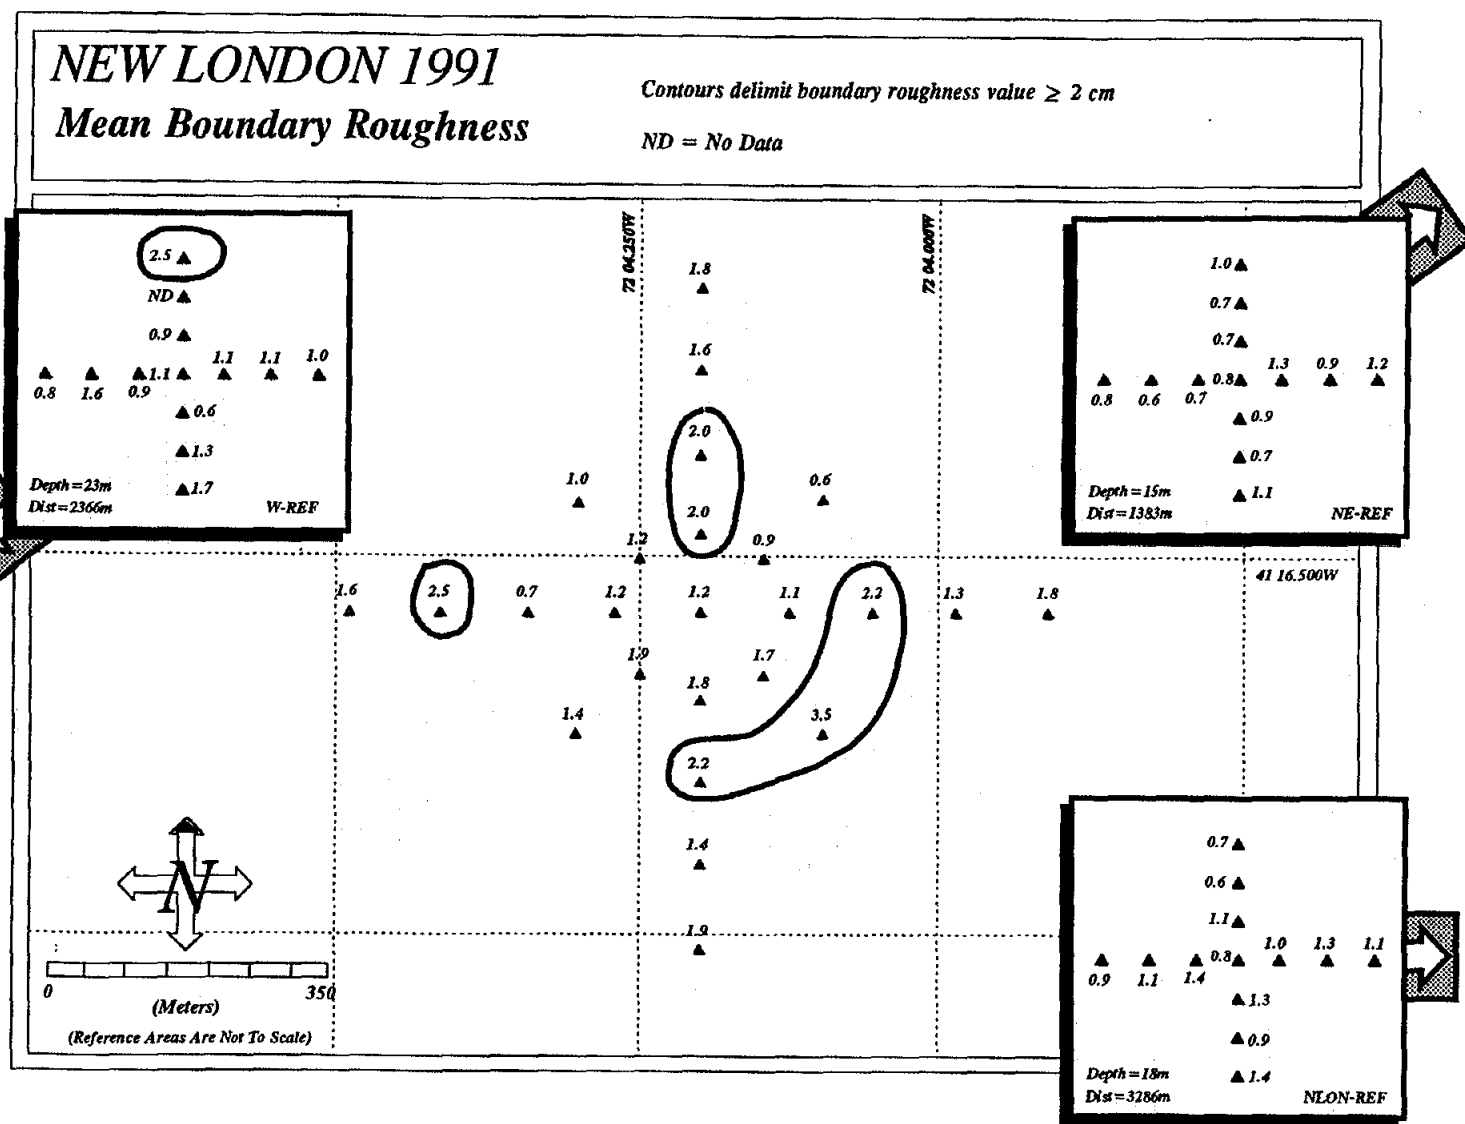 NEW LONDON 1991
Mean Boundary Roughness
Contours delimit boundary roughness value ≥ 2 cm
ND = No Data
72 04.250W
72 04.000W
2.5
ND
0.9
1.1 1.1 1.0
1.1
0.8 1.6 0.9
0.6
1.3
1.7
Depth=23m
Dist=2366m
W-REF
1.8
1.6
2.0
1.0
0.6
2.0
1.2
0.9
1.6 2.5 0.7 1.2 1.2 1.1 2.2 1.3 1.8
1.9
1.7
1.8
1.4
3.5
2.2
1.4
1.9
1.0
0.7
0.7
1.3 0.9 1.2
0.8
0.8 0.6 0.7
0.9
0.7
1.1
Depth=15m
Dist=1383m
NE-REF
41 16.500W
N
0 350
(Meters)
(Reference Areas Are Not To Scale)
0.7
0.6
1.1
1.0 1.3 1.1
0.8
0.9 1.1 1.4
1.3
0.9
1.4
Depth=18m
Dist=3286m
NLON-REF